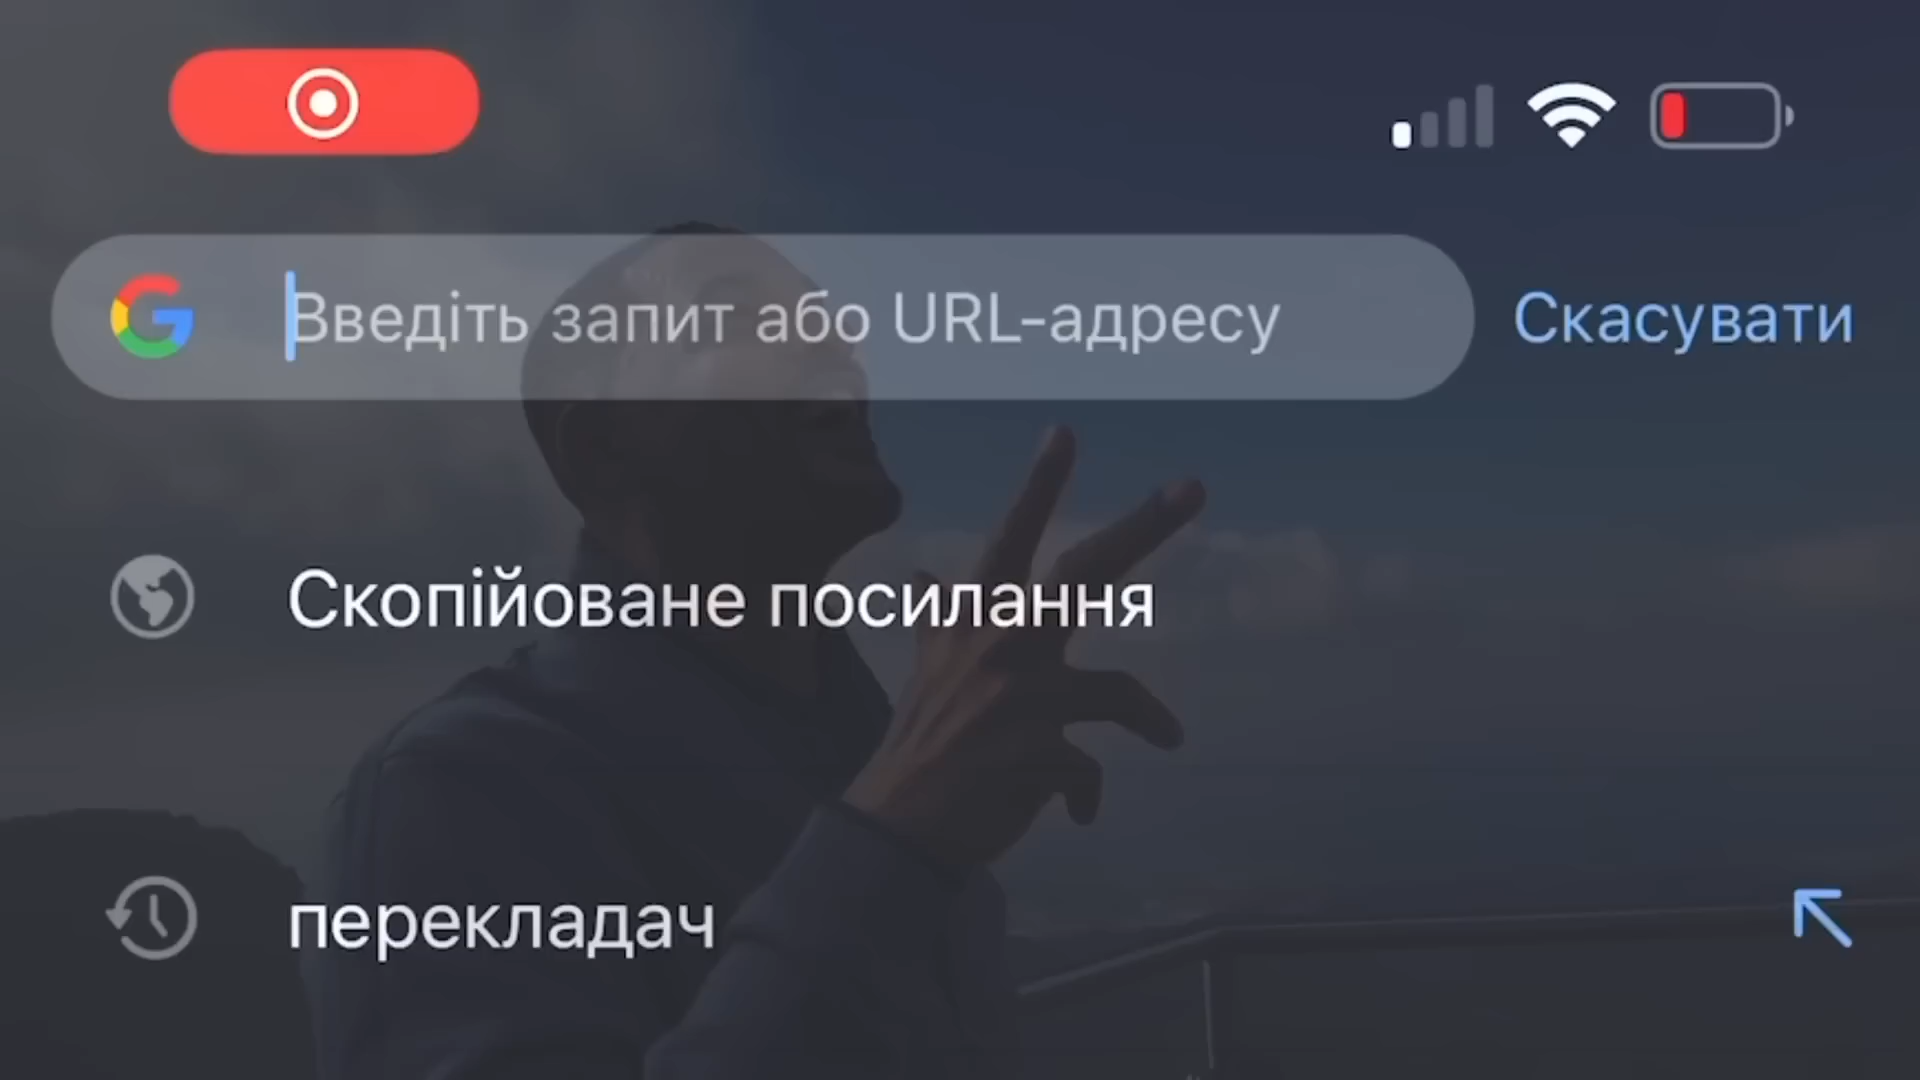 Введіть запит або URL-адресу
Скасувати
Скопійоване посилання
перекладач